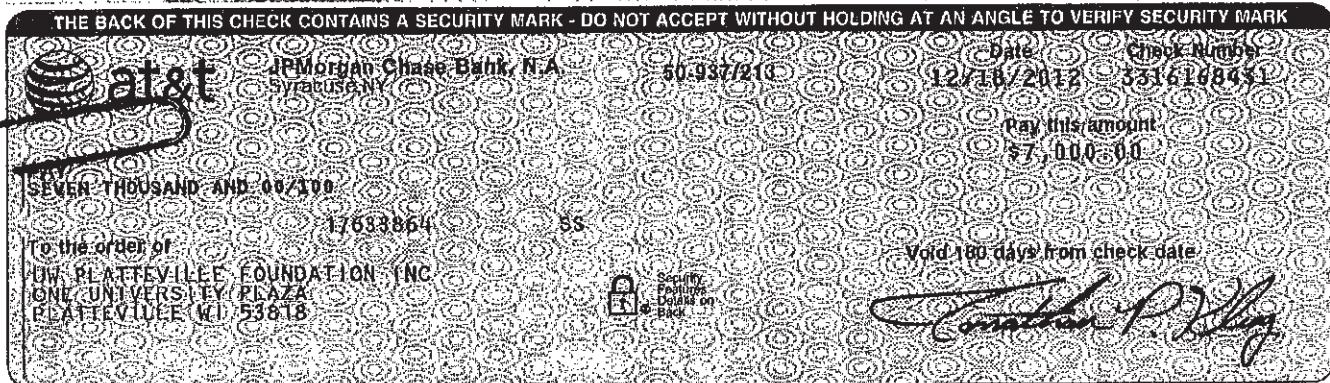 THE BACK OF THIS CHECK CONTAINS A SECURITY MARK - DO NOT ACCEPT WITHOUT HOLDING AT AN ANGLE TO VERIFY SECURITY MARK
at&t
JPMorgan Chase Bank, N.A.
Syracuse NY
50-937/213
Date Check Number
12/18/2012 3316168451
Pay this amount
$7,000.00
SEVEN THOUSAND AND 00/100
17633864 SS
To the order of
UW PLATTEVILLE FOUNDATION INC
ONE UNIVERSITY PLAZA
PLATTEVILLE WI 53818
Security
Features
Details on
Back
Void 180 days from check date
Jonathan P.